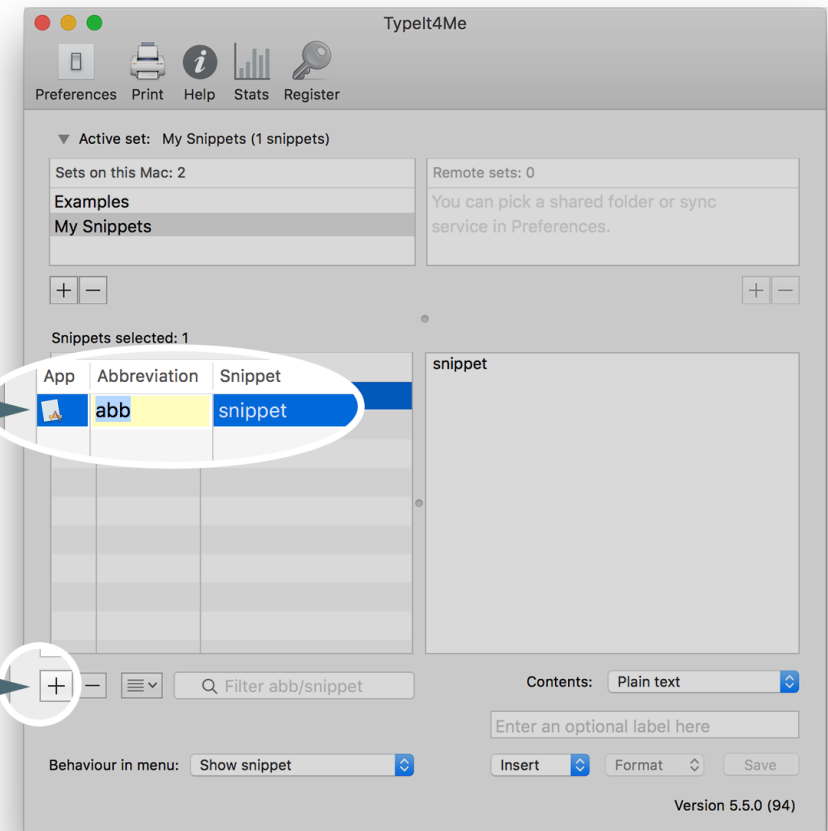 TypeIt4Me
Preferences Print Help Stats Register
Active set: My Snippets (1 snippets)
Sets on this Mac: 2
Remote sets: 0
Examples
My Snippets
You can pick a shared folder or sync
service in Preferences.
Snippets selected: 1
App Abbreviation Snippet
abb snippet
snippet
Filter abb/snippet
Contents: Plain text
Enter an optional label here
Behaviour in menu: Show snippet
Insert Format Save
Version 5.5.0 (94)